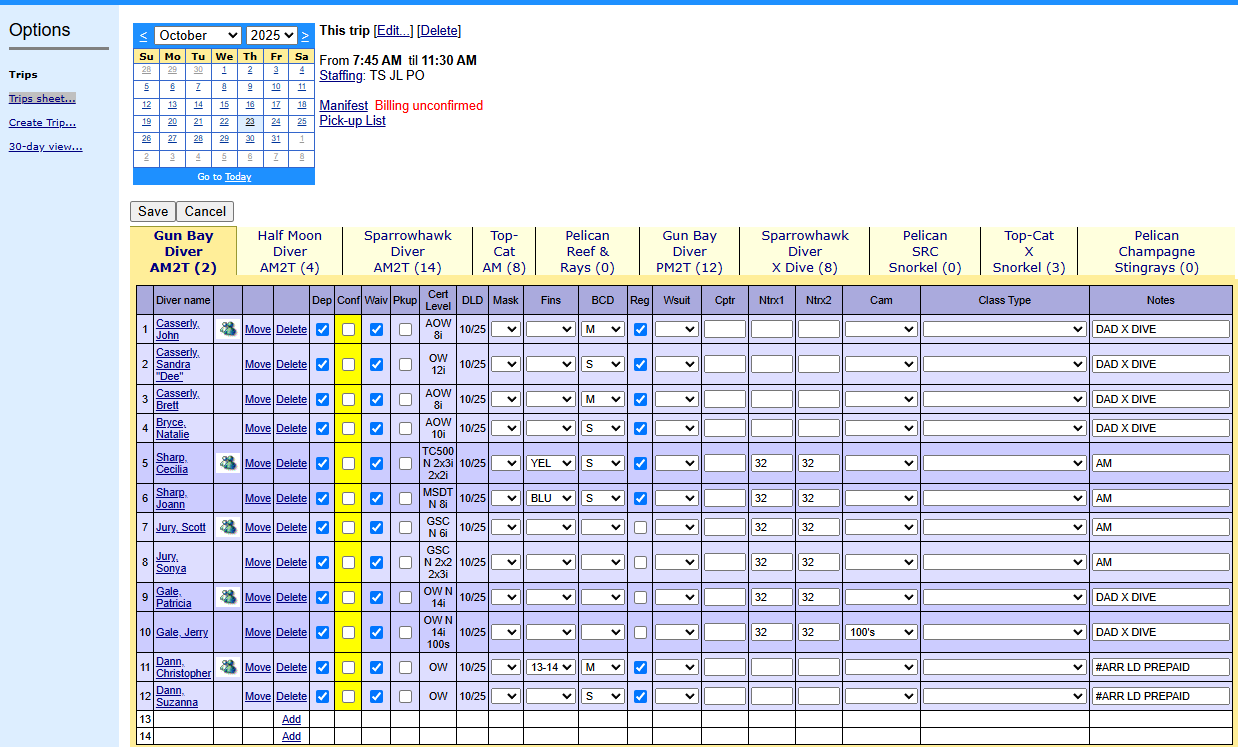 Options
Trips
Trips sheet...
Create Trip...
30-day view...
< October 2025 >
Su Mo Tu We Th Fr Sa
28 29 30 1 2 3 4
5 6 7 8 9 10 11
12 13 14 15 16 17 18
19 20 21 22 23 24 25
26 27 28 29 30 31 1
2 3 4 5 6 7 8
Go to Today
This trip [Edit...] [Delete]
From 7:45 AM til 11:30 AM
Staffing: TS JL PO
Manifest Billing unconfirmed
Pick-up List
Save Cancel
Gun Bay Diver AM2T (2)
Half Moon Diver AM2T (4)
Sparrowhawk Diver AM2T (14)
Top-Cat AM (8)
Pelican Reef & Rays (0)
Gun Bay Diver PM2T (12)
Sparrowhawk Diver X Dive (8)
Pelican SRC Snorkel (0)
Top-Cat X Snorkel (3)
Pelican Champagne Stingrays (0)
Diver name Dep Conf Waiv Pkup Cert Level DLD Mask Fins BCD Reg Wsuit Cptr Ntrx1 Ntrx2 Cam Class Type Notes
1 Casserly, John Move Delete AOW 8i 10/25 M DAD X DIVE
2 Casserly, Sandra "Dee" Move Delete OW 12i 10/25 S DAD X DIVE
3 Casserly, Brett Move Delete AOW 8i 10/25 M DAD X DIVE
4 Bryce, Natalie Move Delete AOW 10i 10/25 S DAD X DIVE
5 Sharp, Cecilia Move Delete TC500 N 2x3i 2x2i 10/25 YEL S 32 32 AM
6 Sharp, Joann Move Delete MSDT N 8i 10/25 BLU S 32 32 AM
7 Jury, Scott Move Delete GSC N 6i 10/25 32 32 AM
8 Jury, Sonya Move Delete GSC N 2x2 2x3i 10/25 32 32 AM
9 Gale, Patricia Move Delete OW N 14i 10/25 32 32 DAD X DIVE
10 Gale, Jerry Move Delete OW N 14i 100s 10/25 32 32 100's DAD X DIVE
11 Dann, Christopher Move Delete OW 10/25 13-14 M #ARR LD PREPAID
12 Dann, Suzanna Move Delete OW 10/25 S #ARR LD PREPAID
13 Add
14 Add